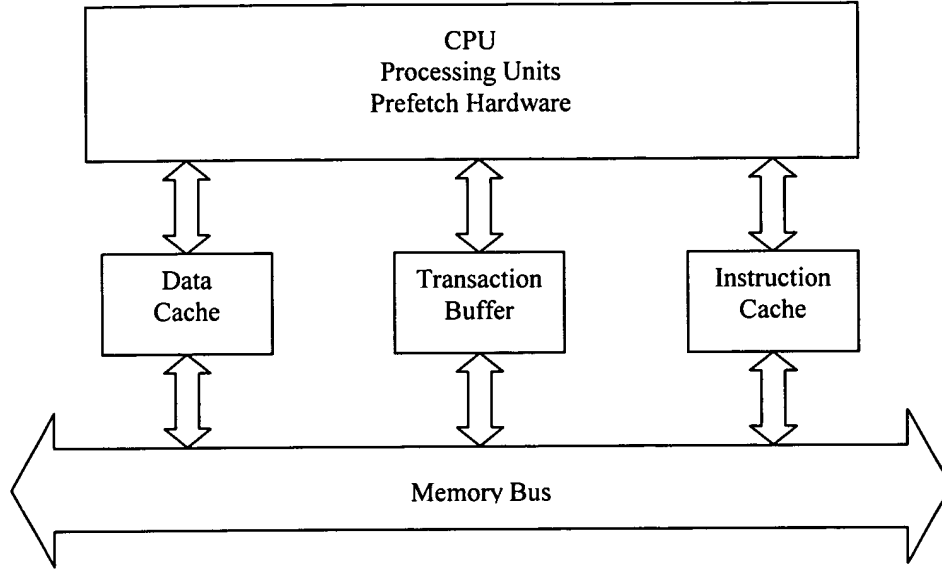 CPU
Processing Units
Prefetch Hardware
Data
Cache
Transaction
Buffer
Instruction
Cache
Memory Bus